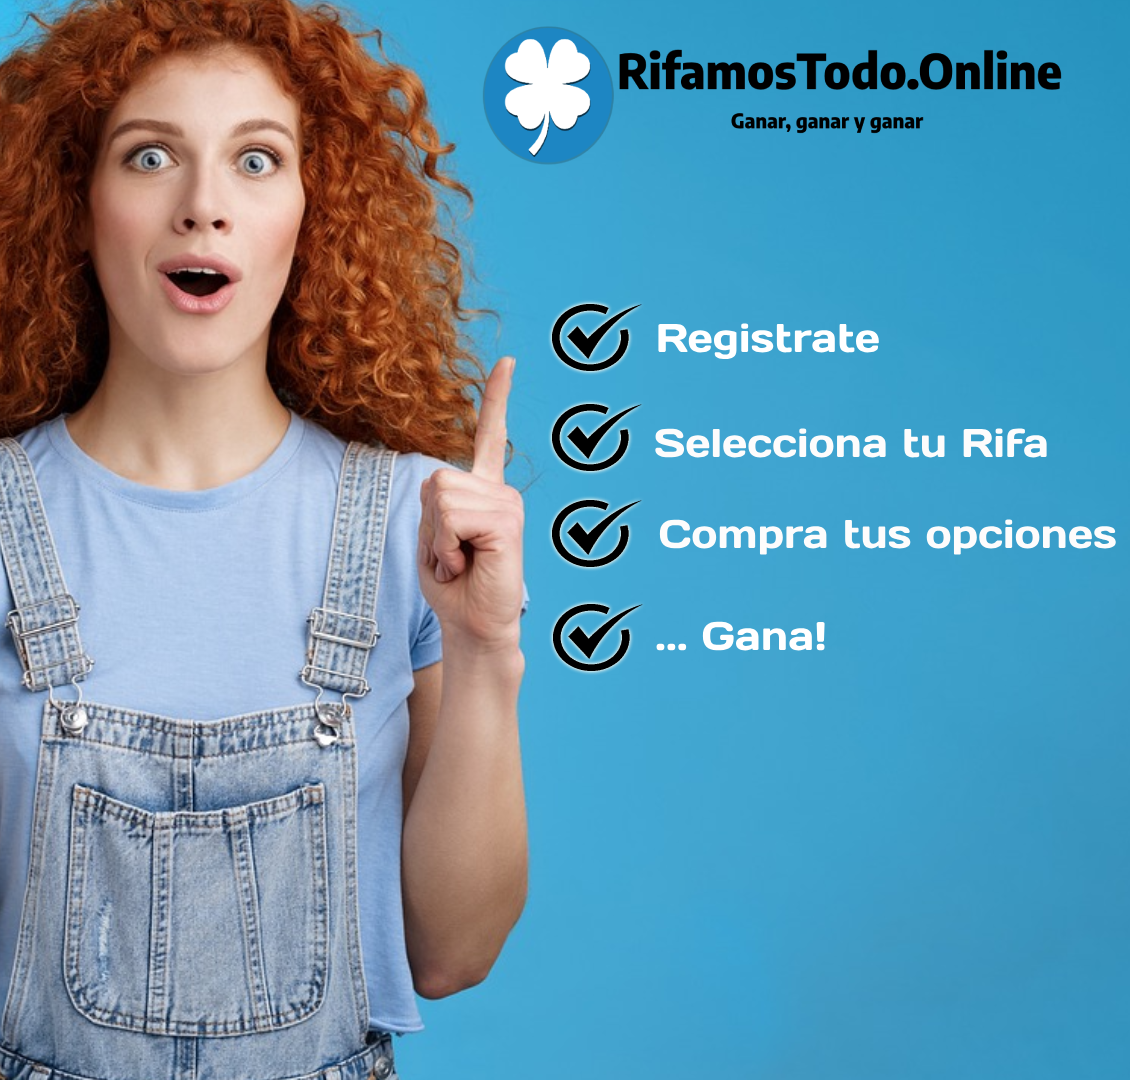 RifamosTodo.Online
Ganar, ganar y ganar
Registrate
Selecciona tu Rifa
Compra tus opciones
... Gana!